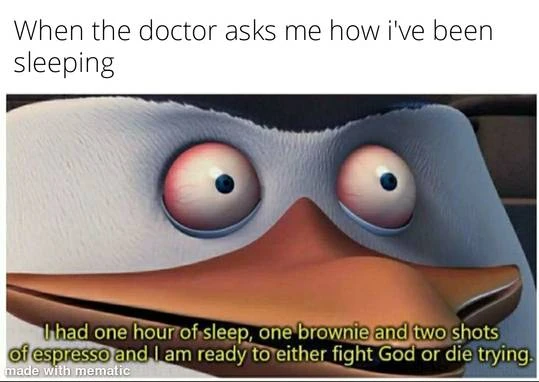 When the doctor asks me how i've been
sleeping
I had one hour of sleep, one brownie and two shots
of espresso and I am ready to either fight God or die trying.
made with mematic